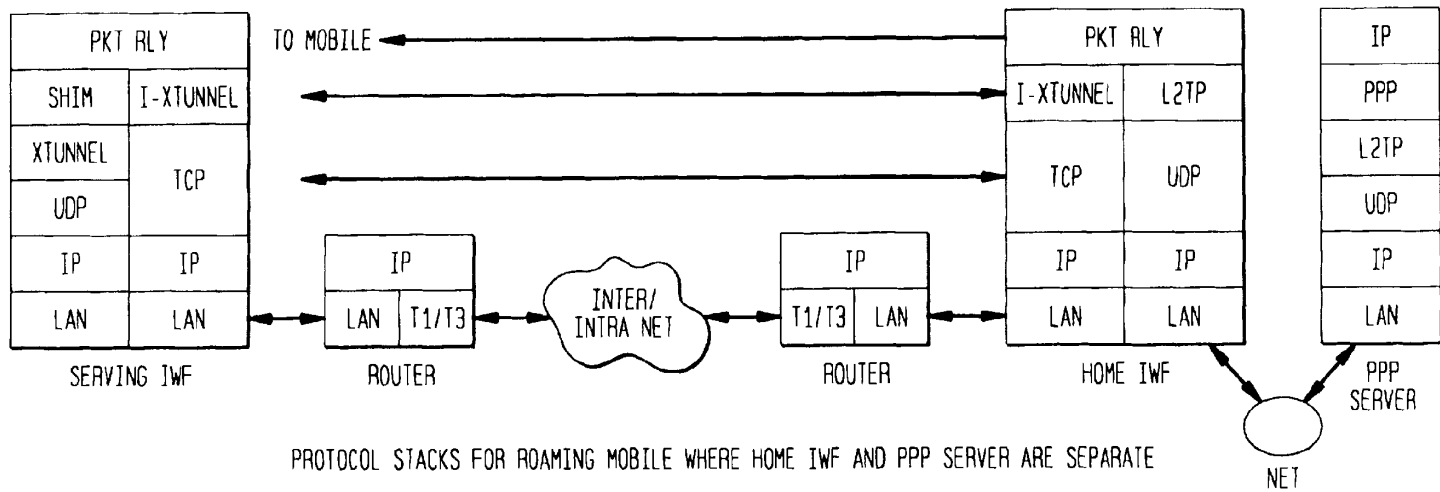 PKT RLY
SHIM
I-XTUNNEL
XTUNNEL
TCP
UDP
IP
IP
LAN
LAN
SERVING IWF
TO MOBILE
IP
LAN
T1/T3
ROUTER
INTER/
INTRA NET
IP
T1/T3
LAN
ROUTER
PKT RLY
I-XTUNNEL
L2TP
TCP
UDP
IP
IP
LAN
LAN
HOME IWF
IP
PPP
L2TP
UDP
IP
LAN
PPP
SERVER
NET
PROTOCOL STACKS FOR ROAMING MOBILE WHERE HOME IWF AND PPP SERVER ARE SEPARATE